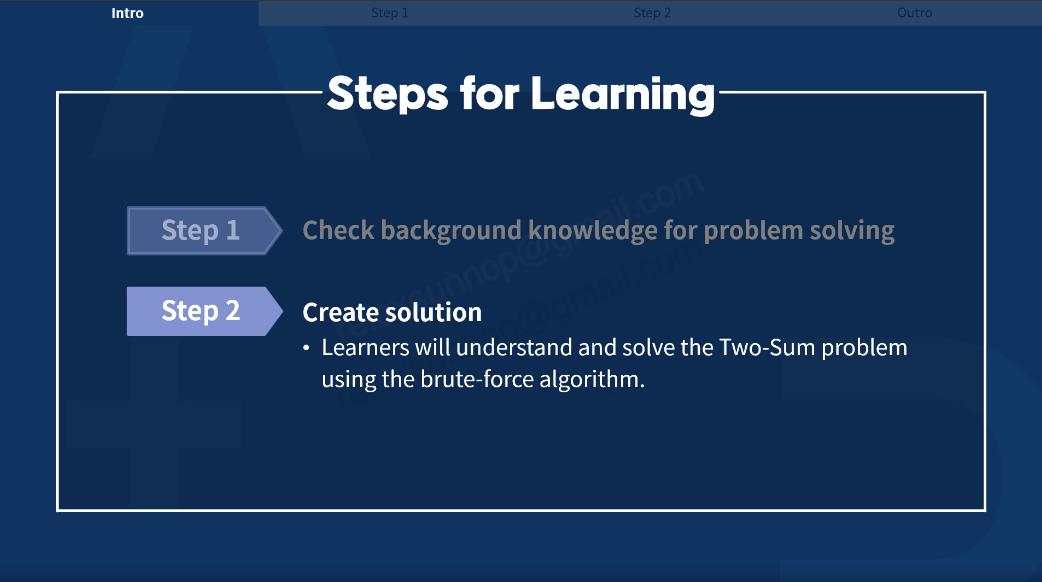 Intro
Step 1
Step 2
Outro
Steps for Learning
Step 1
Check background knowledge for problem solving
Step 2
Create solution
• Learners will understand and solve the Two-Sum problem
using the brute-force algorithm.